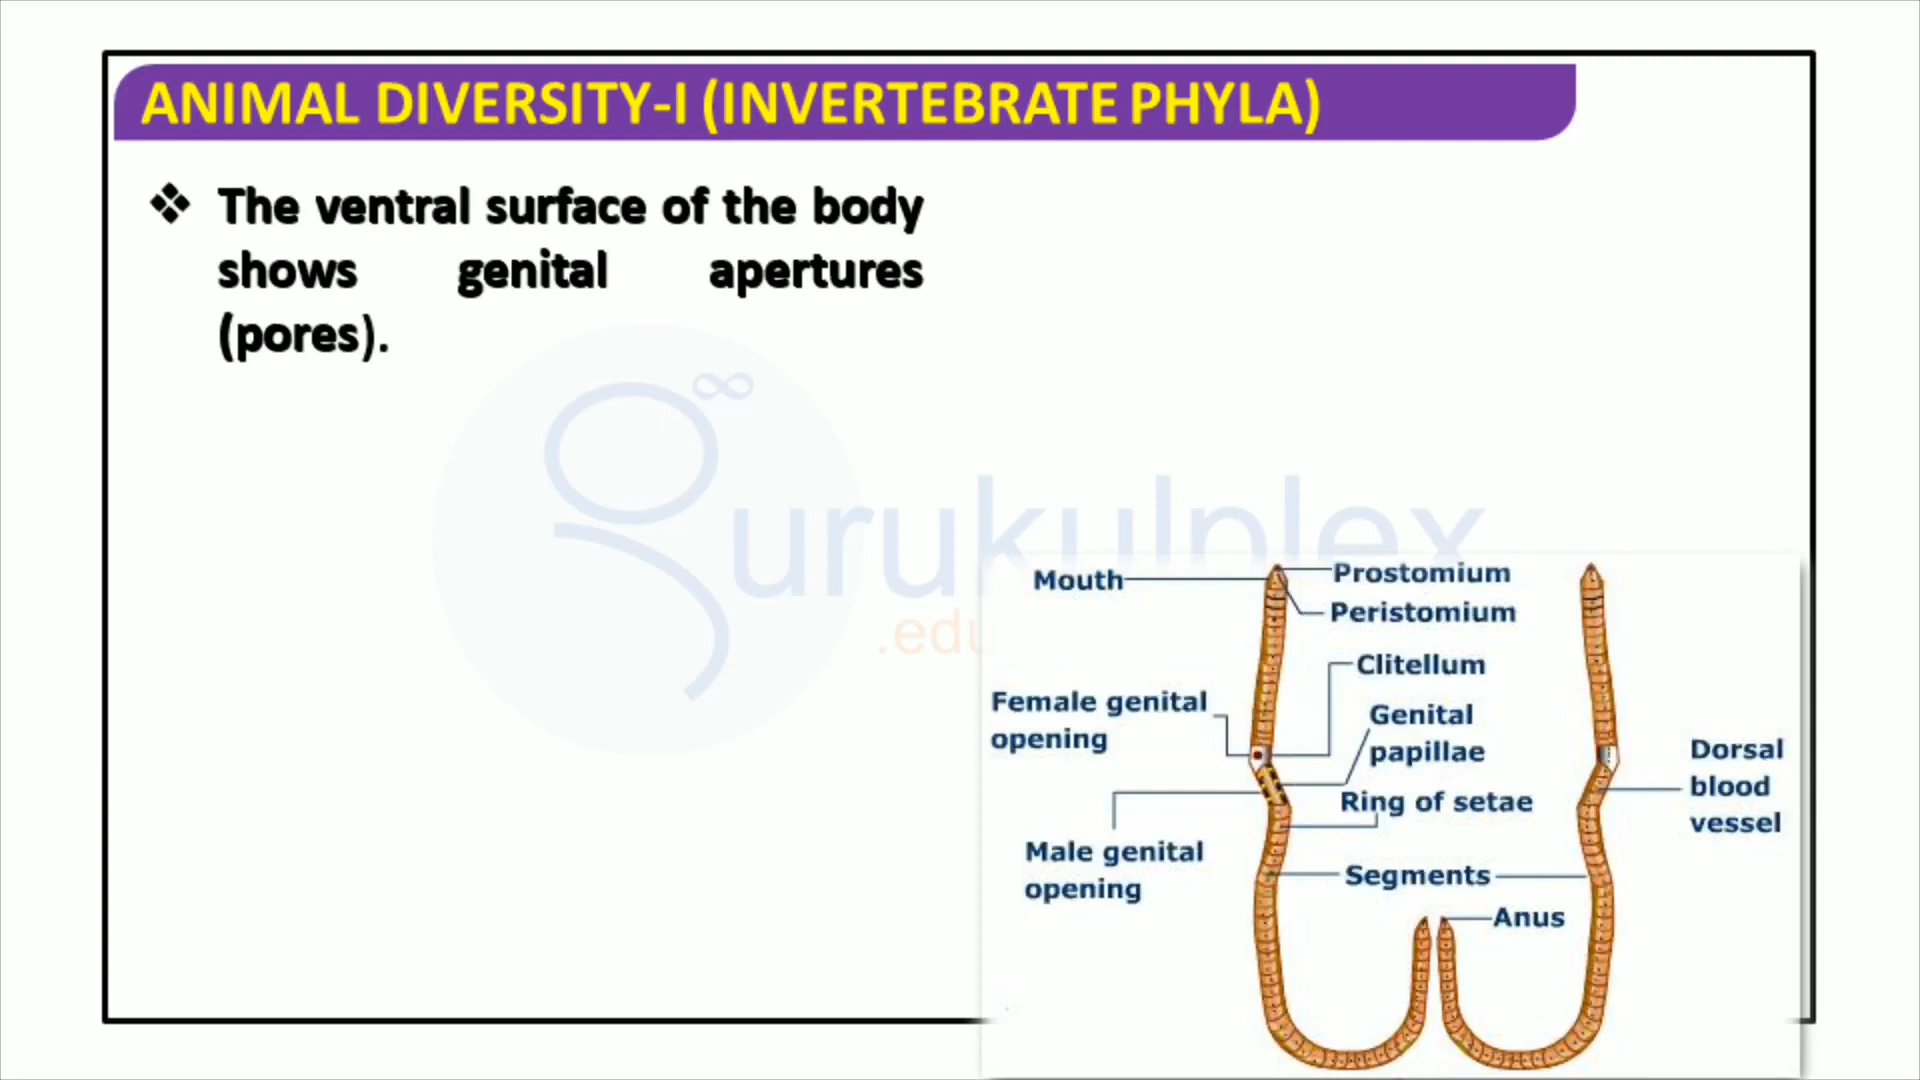 ANIMAL DIVERSITY-I (INVERTEBRATE PHYLA)
❖ The ventral surface of the body
shows genital apertures
(pores).
urukulplex
.edu
Mouth
Prostomium
Peristomium
Clitellum
Female genital
opening
Genital
papillae
Dorsal
blood
vessel
Ring of setae
Male genital
opening
Segments
Anus